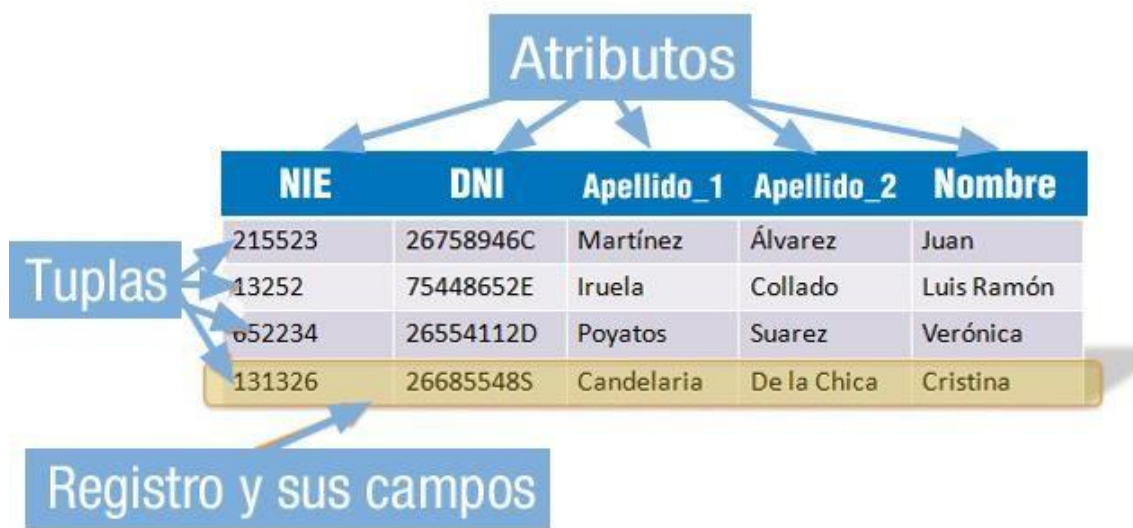 Atributos
NIE DNI Apellido_1 Apellido_2 Nombre
215523 26758946C Martínez Álvarez Juan
Tuplas
13252 75448652E Iruela Collado Luis Ramón
652234 26554112D Poyatos Suarez Verónica
131326 26685548S Candelaria De la Chica Cristina
Registro y sus campos